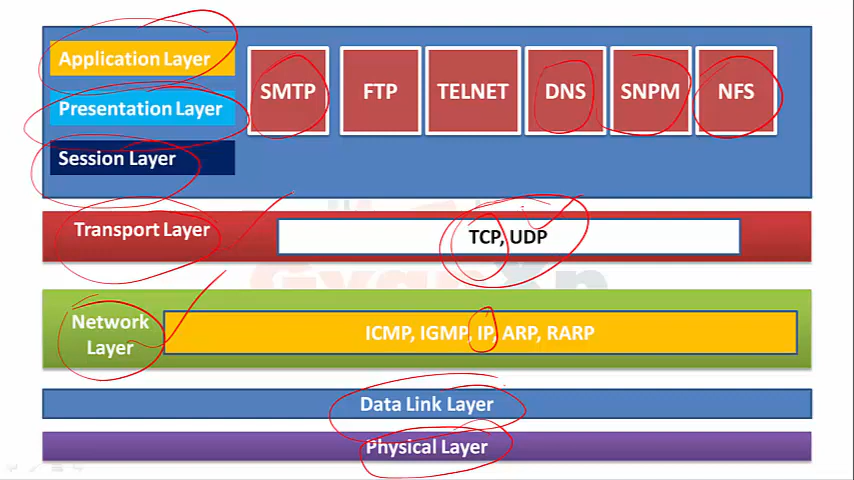 Application Layer
SMTP
FTP
TELNET
DNS
SNPM
NFS
Presentation Layer
Session Layer
Transport Layer
TCP, UDP
Network
Layer
ICMP, IGMP, IP, ARP, RARP
Data Link Layer
Physical Layer